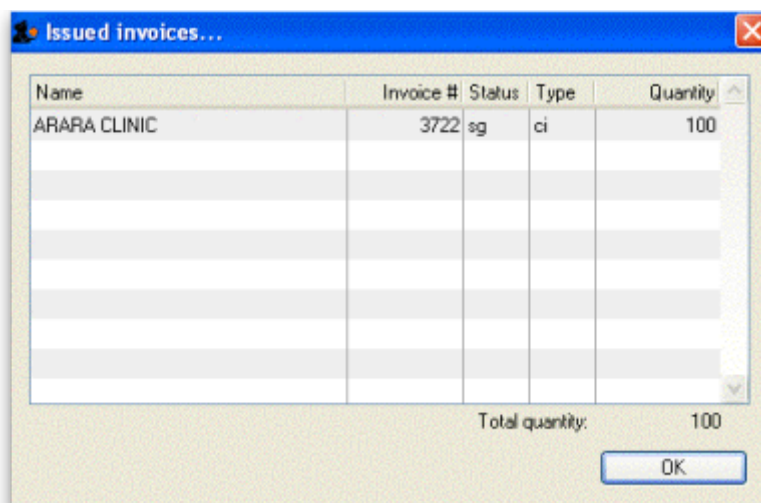 Issued invoices...
Name Invoice # Status Type Quantity
ARARA CLINIC 3722 sg ci 100
Total quantity: 100
OK